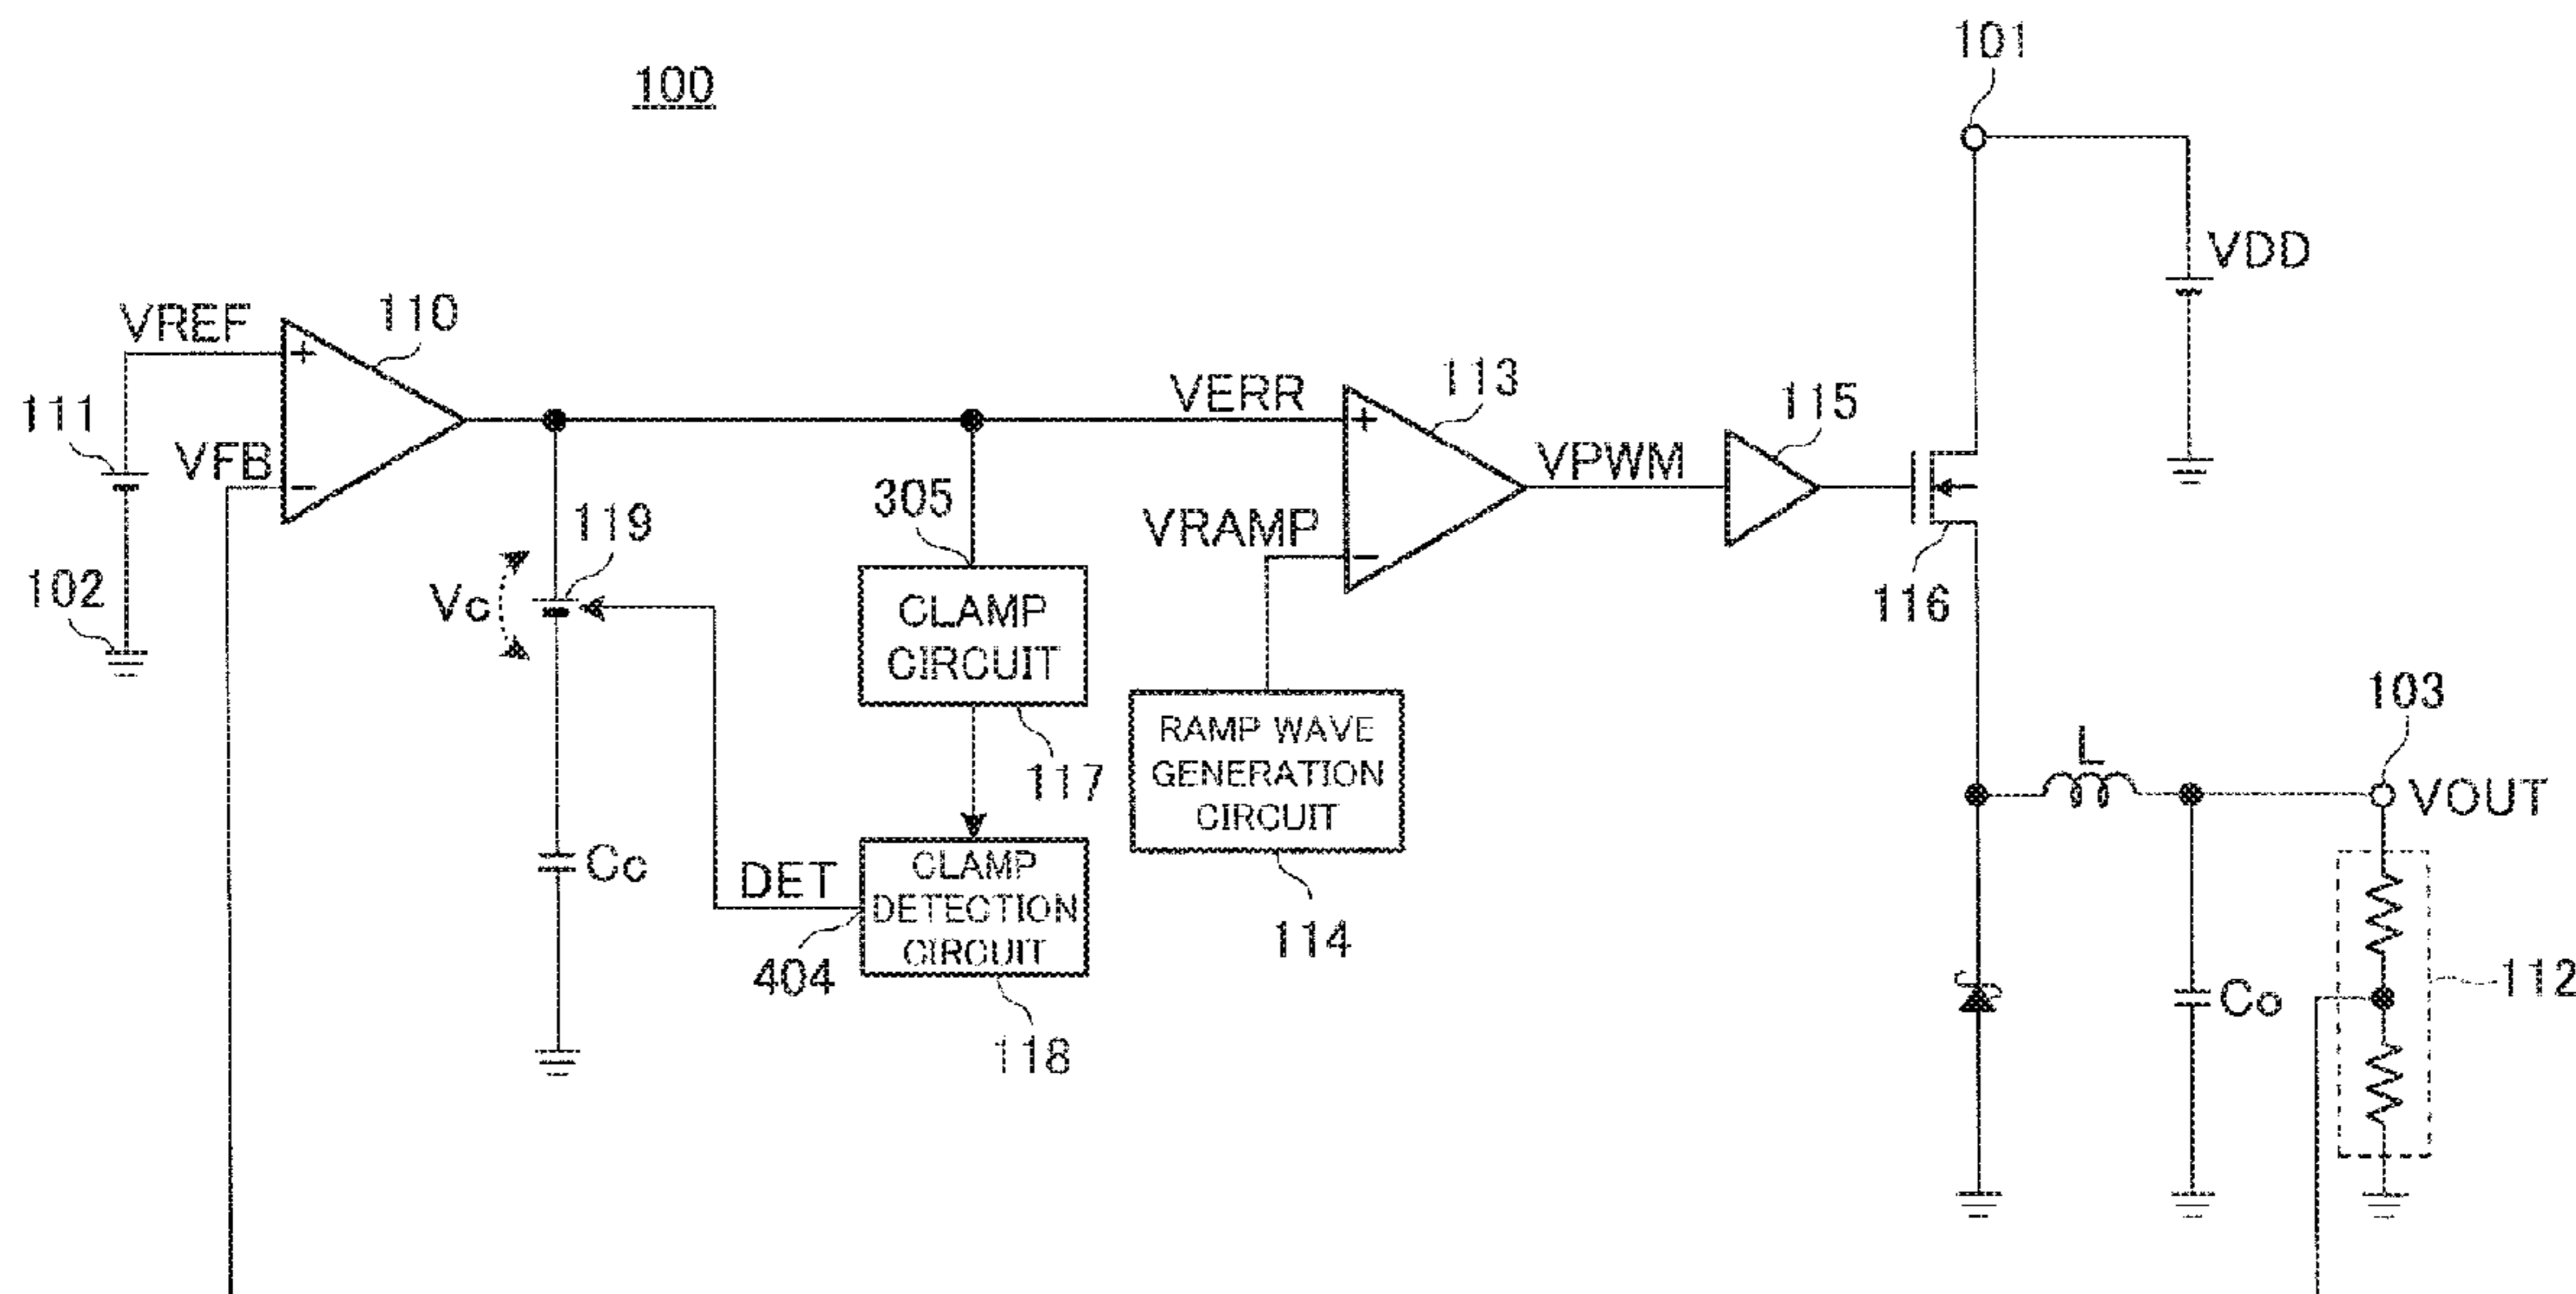 100
101
VDD
VREF
110
111
VFB
102
VERR
113
115
VPWM
305
119
Vc
VRAMP
116
CLAMP
CIRCUIT
117
RAMP WAVE
GENERATION
CIRCUIT
114
103
L
VOUT
Cc
DET
CLAMP
DETECTION
CIRCUIT
404
118
Co
112
+
−
+
−